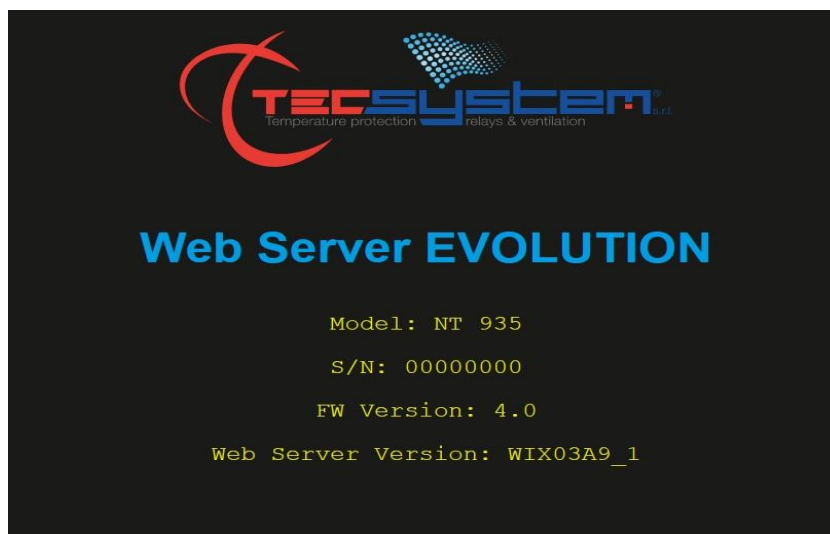 TECSYSTEM® s.r.l.
Temperature protection relays & ventilation
Web Server EVOLUTION
Model: NT 935
S/N: 00000000
FW Version: 4.0
Web Server Version: WIX03A9_1